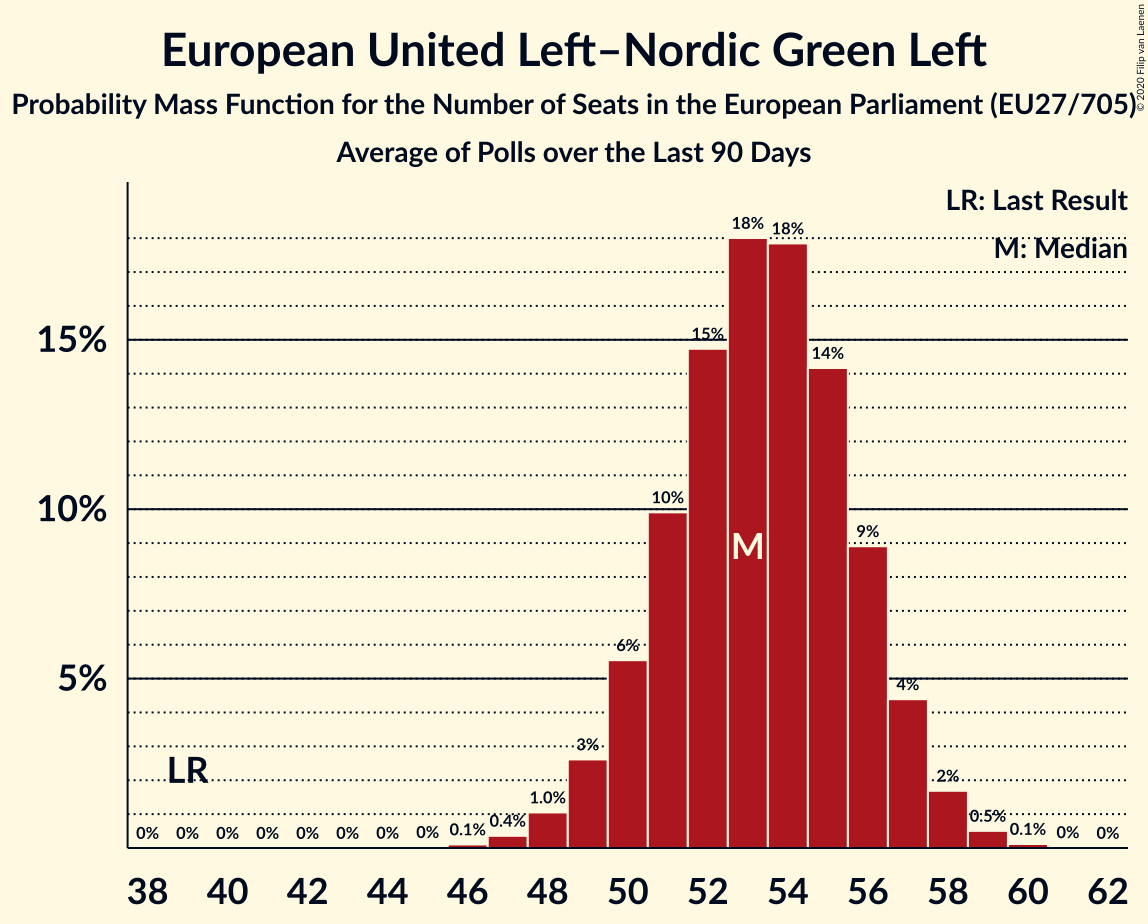 European United Left–Nordic Green Left
Probability Mass Function for the Number of Seats in the European Parliament (EU27/705)
Average of Polls over the Last 90 Days
© 2020 Filip van Laenen
LR: Last Result
M: Median
15%
10%
5%
0% 0% 0% 0% 0% 0% 0% 0% 0.1% 0.4% 1.0% 3% 6% 10% 15% 18% 18% 14% 9% 4% 2% 0.5% 0.1% 0% 0%
LR
M
38 40 42 44 46 48 50 52 54 56 58 60 62